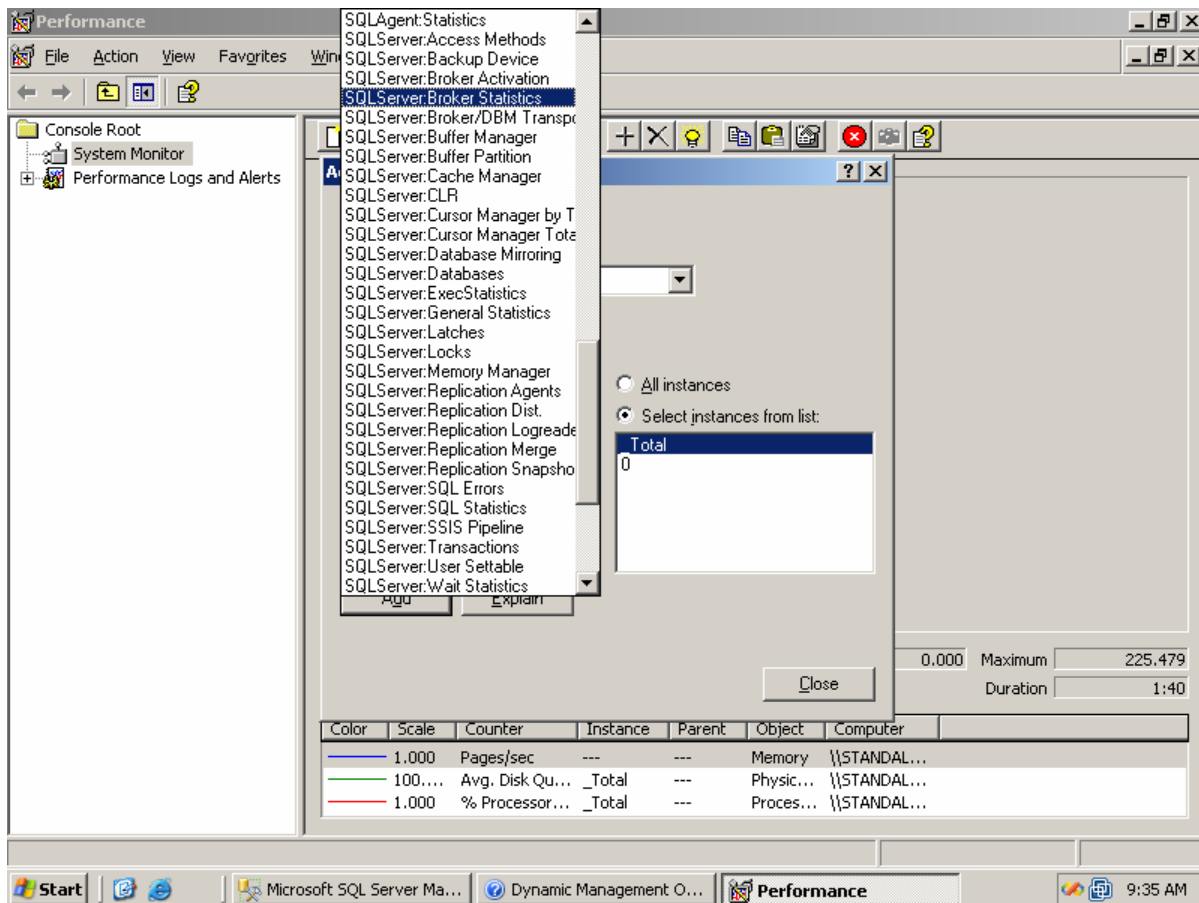 Performance
File Action View Favorites Win
Console Root
System Monitor
Performance Logs and Alerts
SQLAgent:Statistics
SQLServer:Access Methods
SQLServer:Backup Device
SQLServer:Broker Activation
SQLServer:Broker Statistics
SQLServer:Broker/DBM Transpo
SQLServer:Buffer Manager
SQLServer:Buffer Partition
SQLServer:Cache Manager
SQLServer:CLR
SQLServer:Cursor Manager by T
SQLServer:Cursor Manager Tota
SQLServer:Database Mirroring
SQLServer:Databases
SQLServer:ExecStatistics
SQLServer:General Statistics
SQLServer:Latches
SQLServer:Locks
SQLServer:Memory Manager
SQLServer:Replication Agents
SQLServer:Replication Dist.
SQLServer:Replication Logreade
SQLServer:Replication Merge
SQLServer:Replication Snapsho
SQLServer:SQL Errors
SQLServer:SQL Statistics
SQLServer:SSIS Pipeline
SQLServer:Transactions
SQLServer:User Settable
SQLServer:Wait Statistics
All instances
Select instances from list:
_Total
0
Add Explain
Close
0.000 Maximum 225.479
Duration 1:40
Color Scale Counter Instance Parent Object Computer
1.000 Pages/sec --- --- Memory \\STANDAL...
100.... Avg. Disk Qu... _Total --- Physic... \\STANDAL...
1.000 % Processor... _Total --- Proces... \\STANDAL...
Start Microsoft SQL Server Ma... Dynamic Management O... Performance 9:35 AM